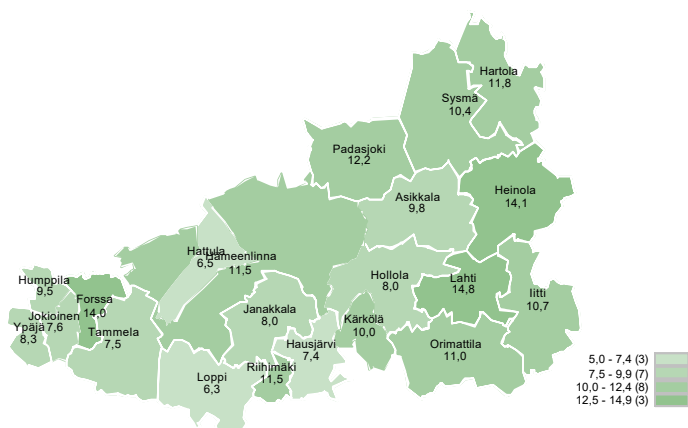 Hartola
11,8
Sysmä
10,4
Padasjoki
12,2
Heinola
14,1
Asikkala
9,8
Hattula
6,5
Hämeenlinna
11,5
Hollola
8,0
Lahti
14,8
Iitti
10,7
Humppila
9,5
Forssa
14,0
Jokioinen
7,6
Ypäjä
8,3
Tammela
7,5
Janakkala
8,0
Kärkölä
10,0
Hausjärvi
7,4
Orimattila
11,0
Riihimäki
11,5
Loppi
6,3
5,0 - 7,4 (3)
7,5 - 9,9 (7)
10,0 - 12,4 (8)
12,5 - 14,9 (3)